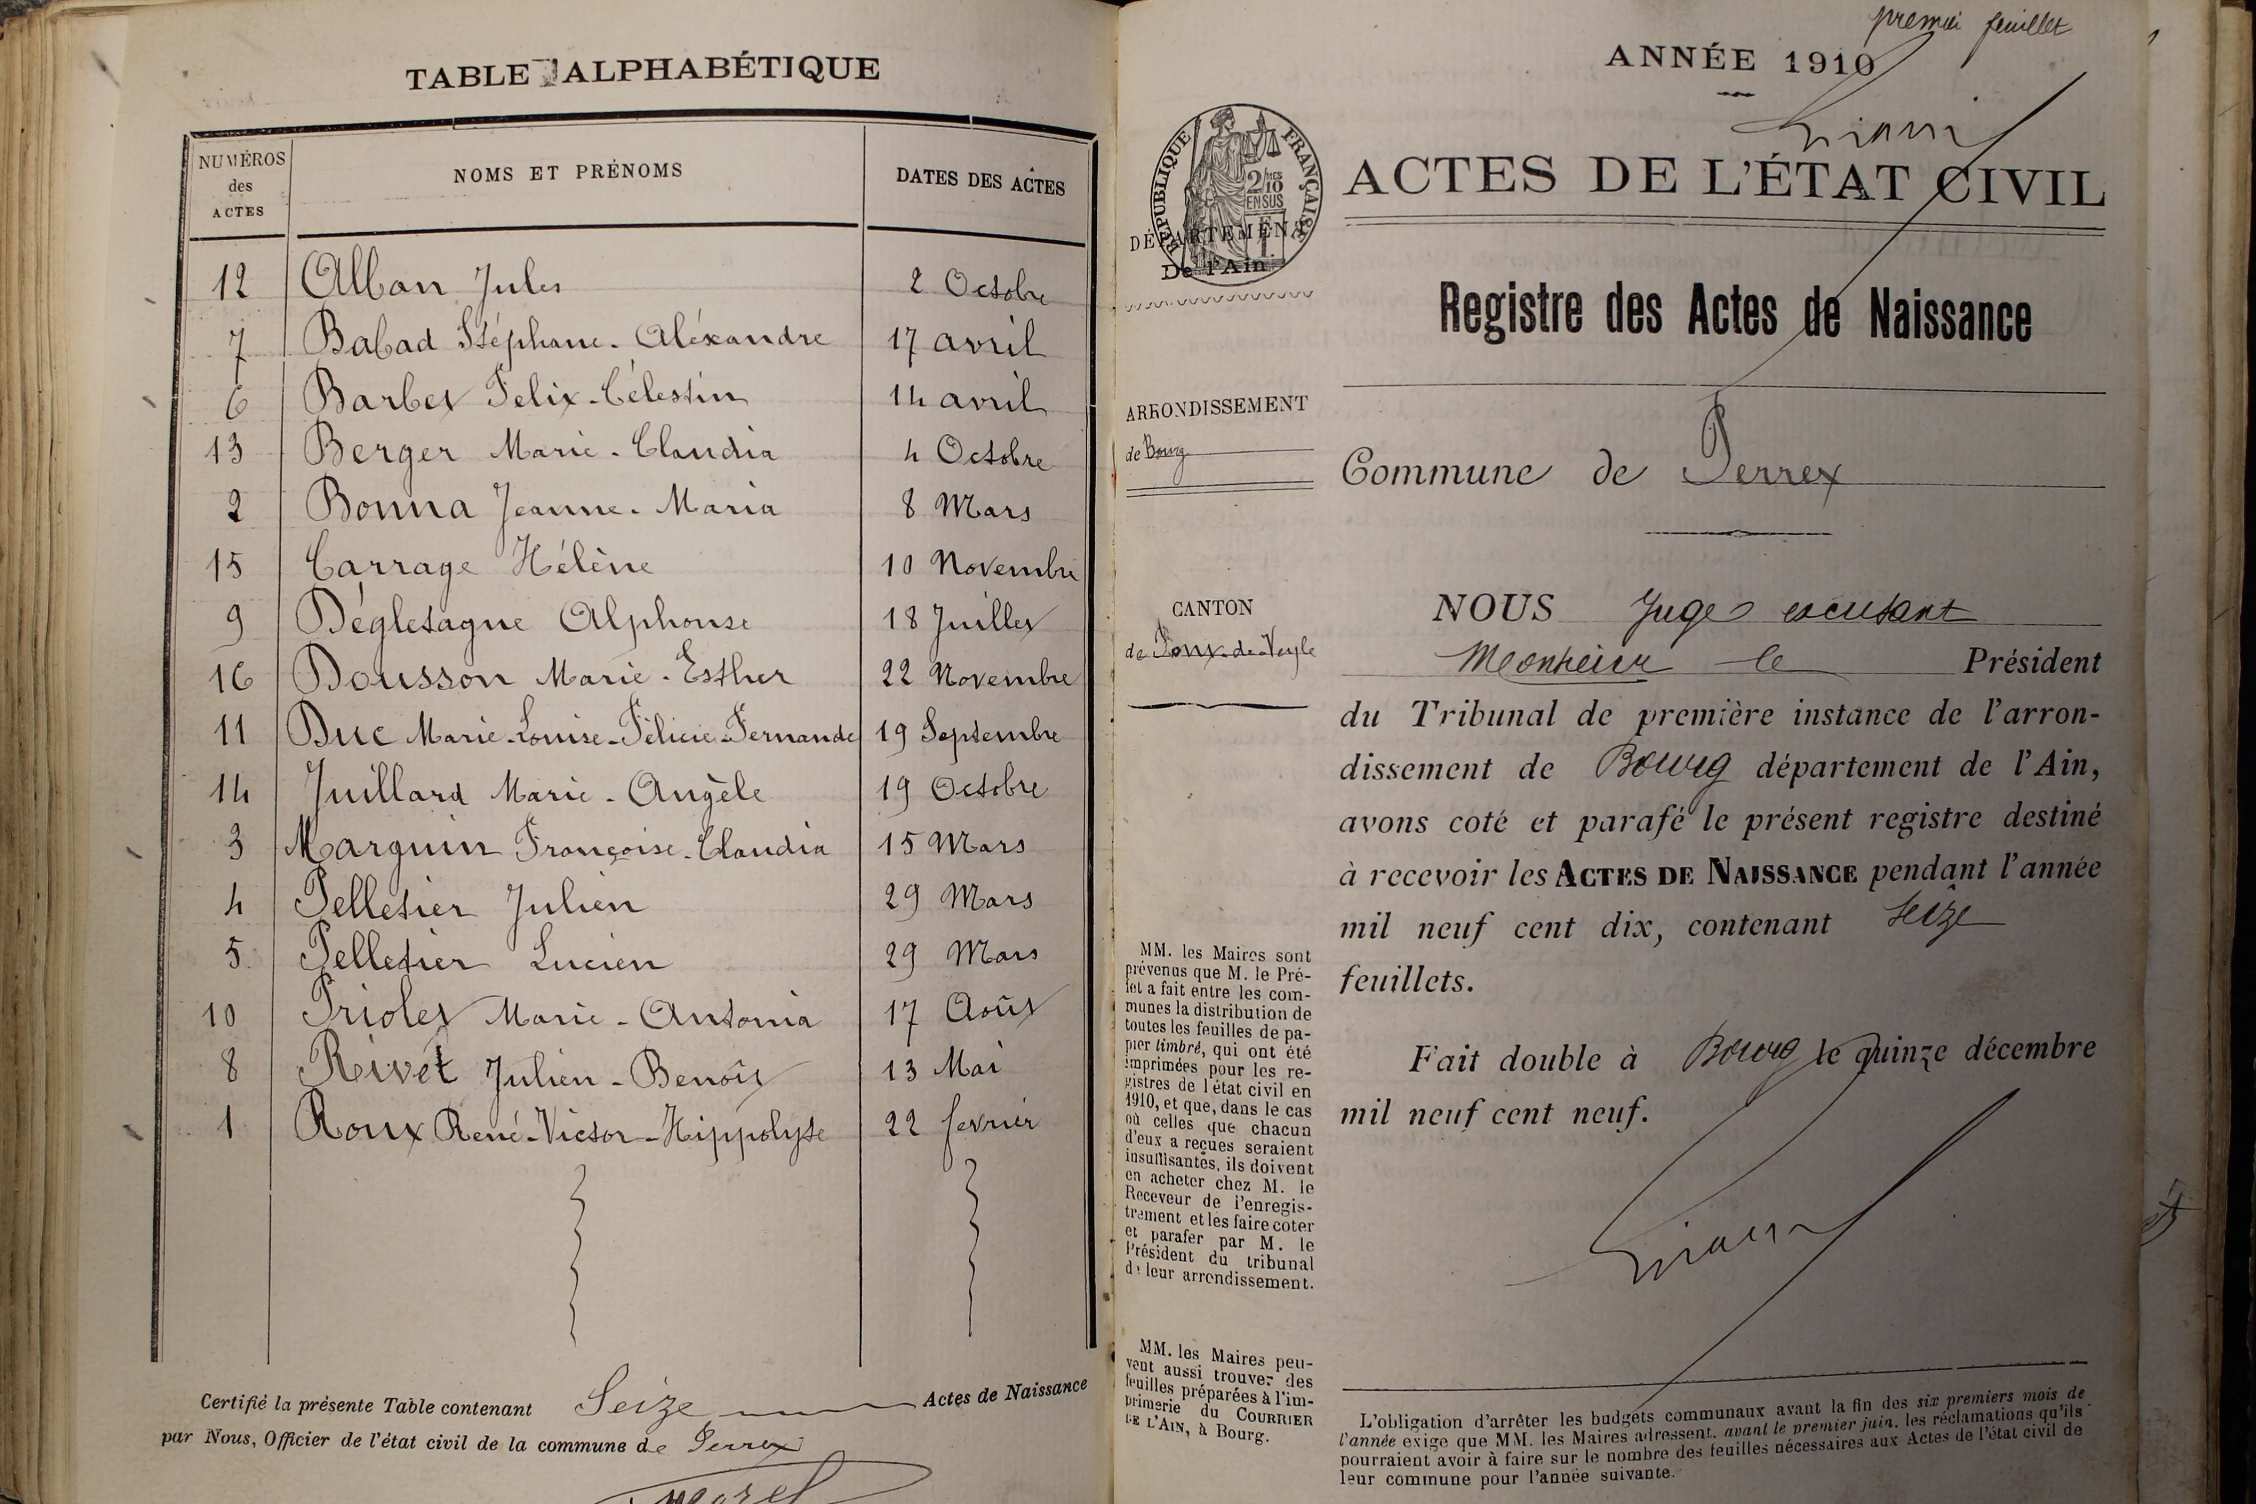 TABLE ALPHABÉTIQUE
NUMÉROS des ACTES
NOMS ET PRÉNOMS
DATES DES ACTES
12 Alban Jules 2 Octobre
7 Babad Stéphane-Aléxandre 17 avril
6 Barbet Felix-Célestin 14 avril
13 Berger Marie-Claudia 4 Octobre
2 Bonna Jeanne-Maria 8 Mars
15 Carrage Hélène 10 Novembre
9 Dégletagne Alphonse 18 Juillet
16 Dousson Marie-Esther 22 Novembre
11 Duc Marie-Louise-Félicie-Fernande 19 Septembre
14 Juillard Marie-Angèle 19 Octobre
3 Marguin Françoise-Claudia 15 Mars
4 Pelletier Julien 29 Mars
5 Pelletier Lucien 29 Mars
10 Priolet Marie-Antonia 17 Août
8 Rivet Julien-Benoît 13 Mai
1 Roux René-Victor-Hippolyte 22 fevrier
Certifié la présente Table contenant Seize Actes de Naissance
par Nous, Officier de l'état civil de la commune de Perrex
Morel
premier feuillet
ANNÉE 1910
RÉPUBLIQUE FRANÇAISE
2/10
EN SUS
DÉPARTEMENT
De l'Ain
ACTES DE L'ÉTAT CIVIL
Registre des Actes de Naissance
ARRONDISSEMENT
de Bourg
Commune de Perrex
CANTON
de Pont-de-Veyle
NOUS Juge
le Président
du Tribunal de première instance de l'arron-
dissement de Bourg département de l'Ain,
avons coté et parafé le présent registre destiné
à recevoir les ACTES DE NAISSANCE pendant l'année
mil neuf cent dix, contenant seize
feuillets.
Fait double à Bourg le quinze décembre
mil neuf cent neuf.
MM. les Maires sont
prévenus que M. le Pré-
fet a fait entre les com-
munes la distribution de
toutes les feuilles de pa-
pier timbré, qui ont été
imprimées pour les re-
gistres de l'état civil en
1910, et que, dans le cas
où celles que chacun
d'eux a reçues seraient
insuffisantes, ils doivent
en acheter chez M. le
Receveur de l'enregis-
trement et les faire coter
et parafer par M. le
Président du tribunal
de leur arrondissement.
MM. les Maires peu-
vent aussi trouver des
feuilles préparées à l'im-
primerie du COURRIER
DE L'AIN, à Bourg.
L'obligation d'arrêter les budgets communaux avant la fin des six premiers mois de
l'année exige que MM. les Maires adressent, avant le premier juin, les réclamations qu'ils
pourraient avoir à faire sur le nombre des feuilles nécessaires aux Actes de l'état civil de
leur commune pour l'année suivante.